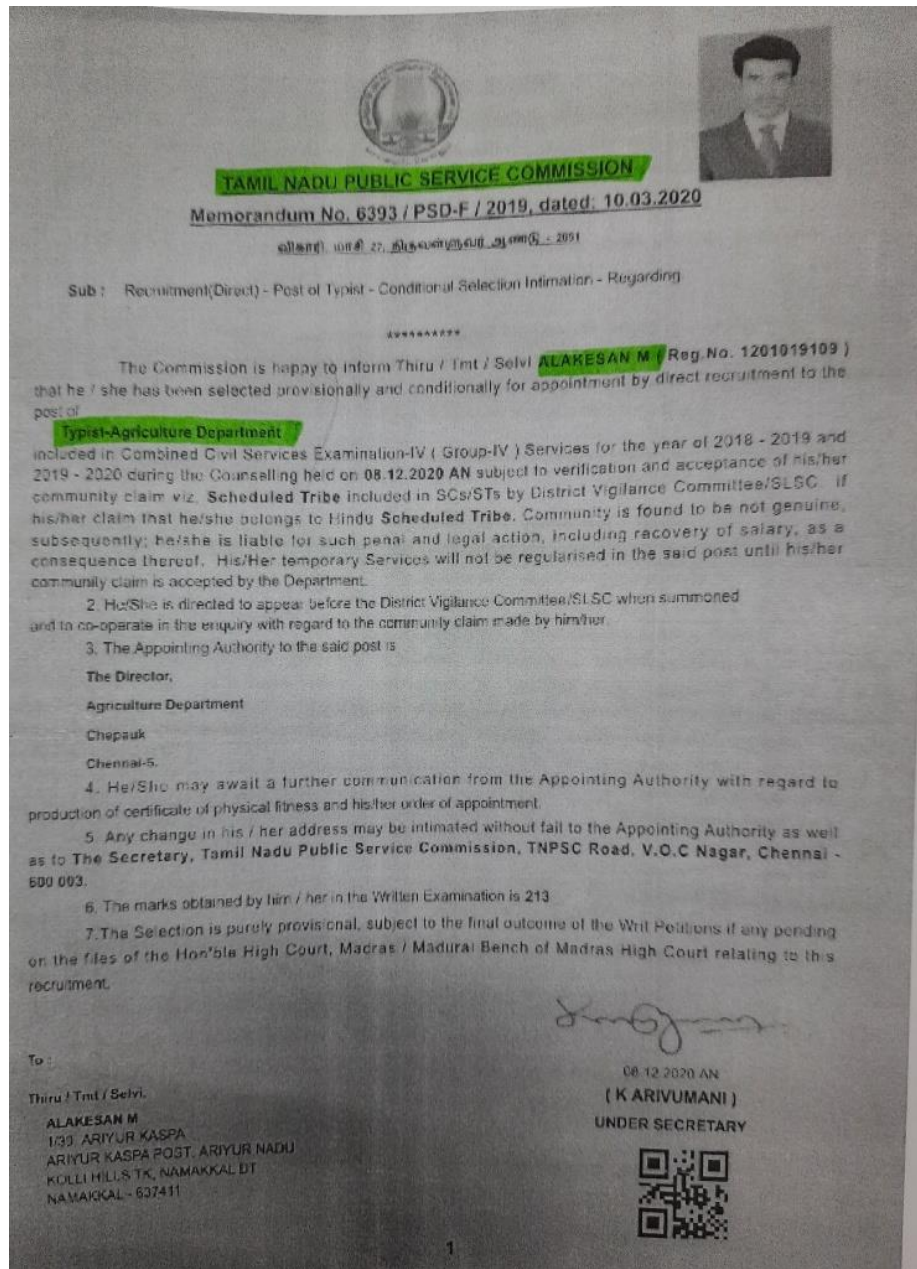 TAMIL NADU PUBLIC SERVICE COMMISSION
Memorandum No. 6393 / PSD-F / 2019, dated: 10.03.2020
விகாரி, மாசி 27, திருவள்ளுவர் ஆண்டு - 2051
Sub : Recruitment(Direct) - Post of Typist - Conditional Selection Intimation - Regarding
**********
The Commission is happy to inform Thiru / Tmt / Selvi ALAKESAN M ( Reg.No. 1201019109 )
that he / she has been selected provisionally and conditionally for appointment by direct recruitment to the
post of
Typist-Agriculture Department
included in Combined Civil Services Examination-IV ( Group-IV ) Services for the year of 2018 - 2019 and
2019 - 2020 during the Counselling held on 08.12.2020 AN subject to verification and acceptance of his/her
community claim viz. Scheduled Tribe included in SCs/STs by District Vigilance Committee/SLSC. If
his/her claim that he/she belongs to Hindu Scheduled Tribe. Community is found to be not genuine,
subsequently; he/she is liable for such penal and legal action, including recovery of salary, as a
consequence thereof. His/Her temporary Services will not be regularised in the said post until his/her
community claim is accepted by the Department.
2. He/She is directed to appear before the District Vigilance Committee/SLSC when summoned
and to co-operate in the enquiry with regard to the community claim made by him/her.
3. The Appointing Authority to the said post is
The Director,
Agriculture Department
Chepauk
Chennai-5.
4. He/She may await a further communication from the Appointing Authority with regard to
production of certificate of physical fitness and his/her order of appointment.
5. Any change in his / her address may be intimated without fail to the Appointing Authority as well
as to The Secretary, Tamil Nadu Public Service Commission, TNPSC Road, V.O.C Nagar, Chennai -
600 003.
6. The marks obtained by him / her in the Written Examination is 213
7.The Selection is purely provisional, subject to the final outcome of the Writ Petitions if any pending
on the files of the Hon'ble High Court, Madras / Madurai Bench of Madras High Court relating to this
recruitment.
08.12.2020 AN
( K ARIVUMANI )
UNDER SECRETARY
To :
Thiru / Tmt / Selvi.
ALAKESAN M
1/39, ARIYUR KASPA
ARIYUR KASPA POST, ARIYUR NADU
KOLLI HILLS TK, NAMAKKAL DT
NAMAKKAL - 637411
1